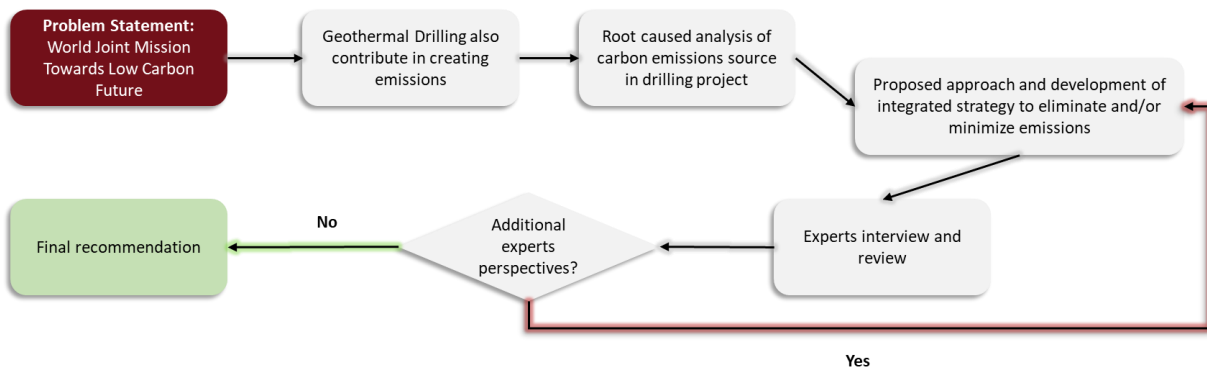 Problem Statement:
World Joint Mission
Towards Low Carbon
Future
Geothermal Drilling also
contribute in creating
emissions
Root caused analysis of
carbon emissions source
in drilling project
Proposed approach and development of
integrated strategy to eliminate and/or
minimize emissions
Experts interview and
review
Additional
experts
perspectives?
No
Final recommendation
Yes